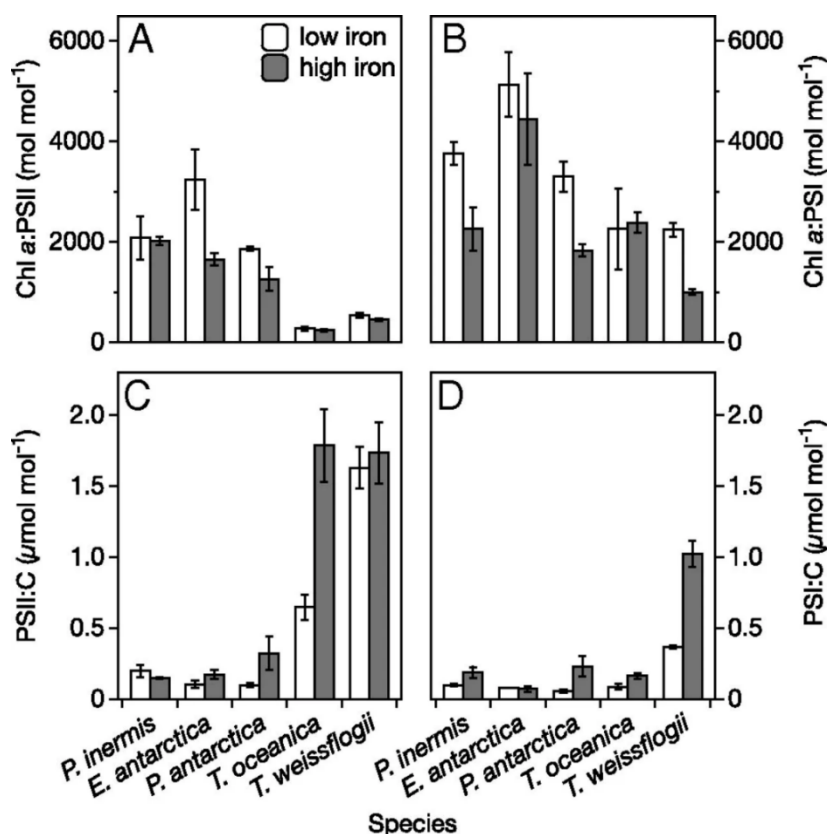 A
low iron
high iron
B
6000
4000
2000
0
Chl a:PSII (mol mol⁻¹)
6000
4000
2000
0
Chl a:PSI (mol mol⁻¹)
C
D
2.0
1.5
1.0
0.5
0
PSII:C (µmol mol⁻¹)
2.0
1.5
1.0
0.5
0
PSI:C (µmol mol⁻¹)
P. inermis
E. antarctica
P. antarctica
T. oceanica
T. weissflogii
P. inermis
E. antarctica
P. antarctica
T. oceanica
T. weissflogii
Species